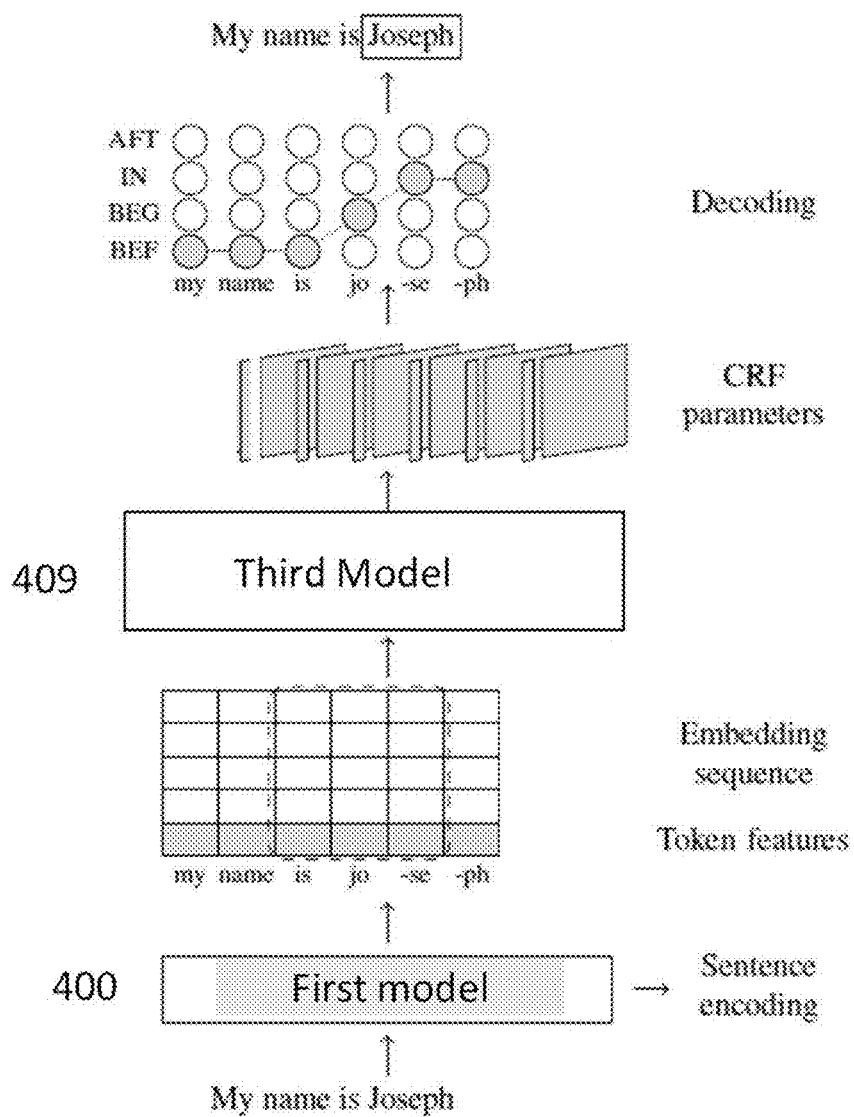 My name is Joseph
AFT
IN
BEG
BEF
my name is jo -se -ph
Decoding
CRF
parameters
409
Third Model
Embedding
sequence
Token features
my name is jo -se -ph
400
First model
Sentence
encoding
My name is Joseph